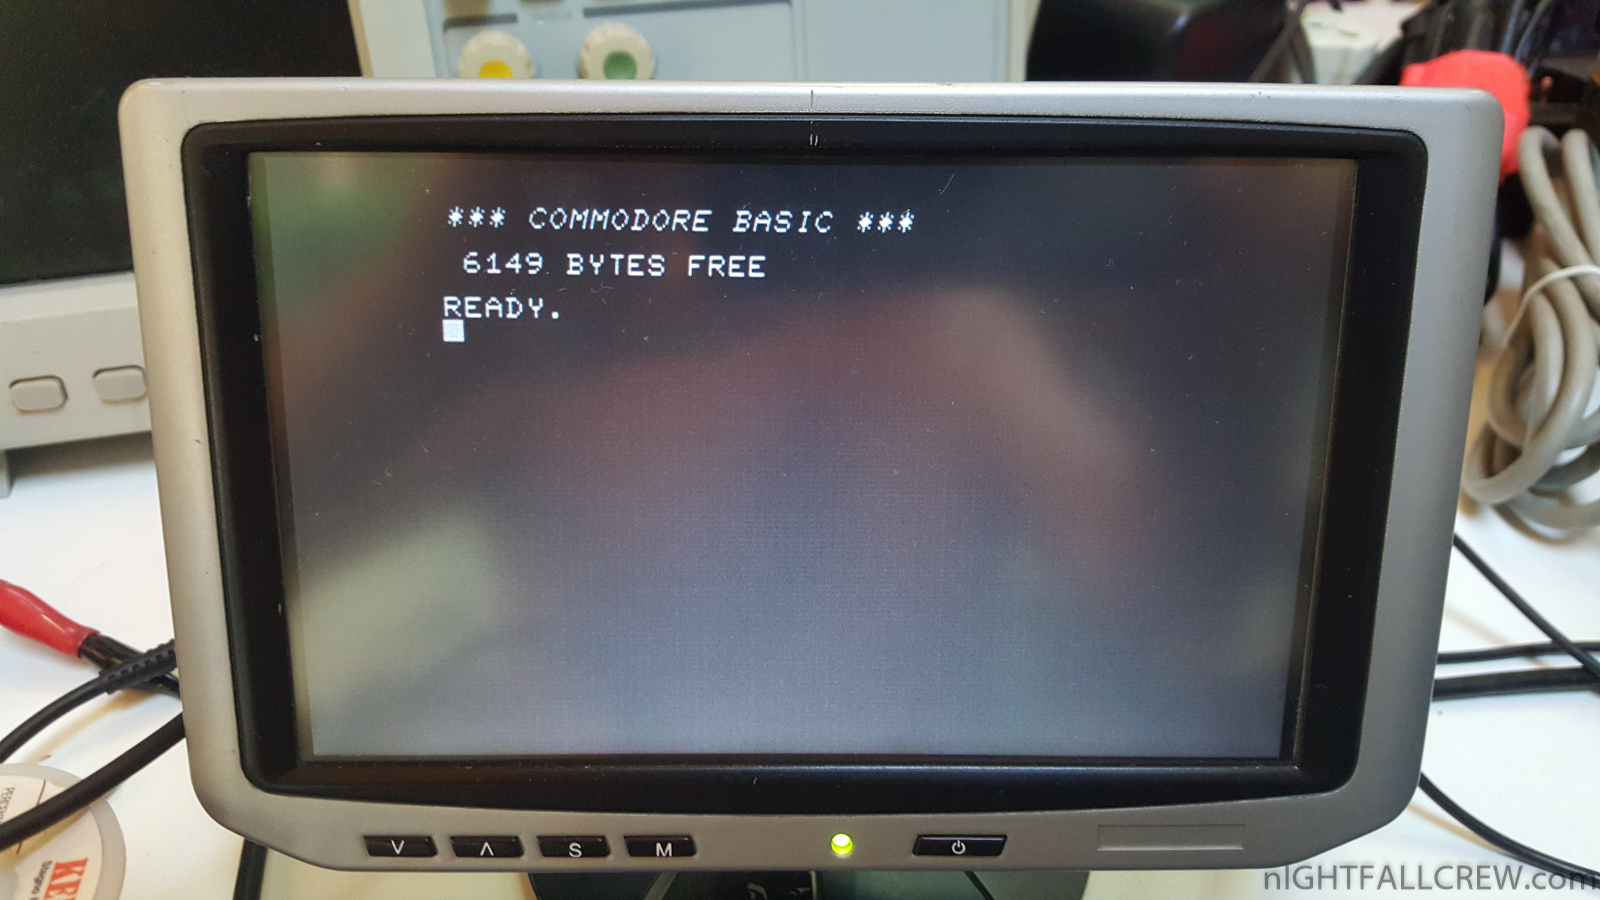 *** COMMODORE BASIC ***
6149 BYTES FREE
READY.
V Λ S M
nIGHTFALLCREW.com